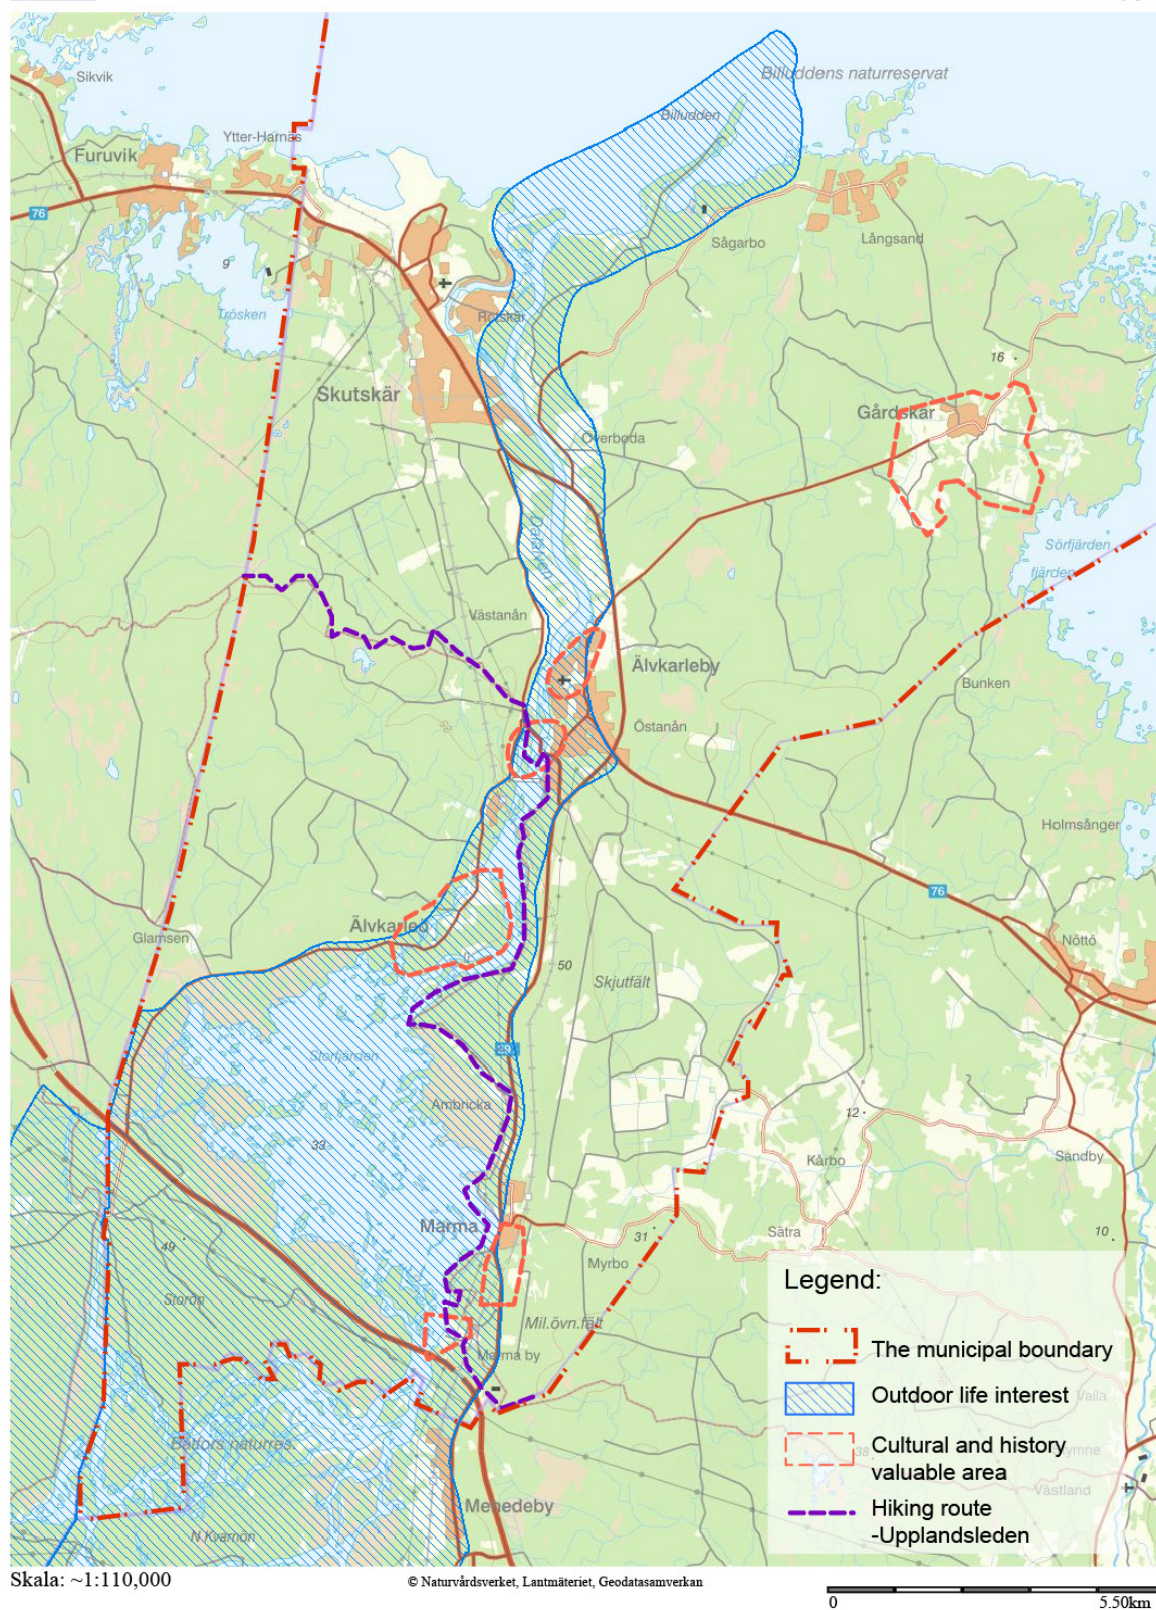 Billuddens naturreservat
Sikvik
Billudden
Ytter-Harnäs
Furuvik
76
Sågarbo
Långsand
9
Trösken
Rotskär
16
Skutskär
Gårdskär
Överboda
Dalälven
Sörfjärden
fjärden
Västanån
Älvkarleby
Bunken
Östanån
Holmsånger
76
Älvkarleö
Glamsen
Nöttö
50
Skjutfält
Storfjärden
Ambricka
12
33
Kårbo
Sandby
Marma
Sätra
31
10
49
Myrbo
Storön
Mil.övn.fält
Marma by
Båtfors naturres.
38
Västland
Mehedeby
N Kvarnön
Legend:
The municipal boundary
Outdoor life interest
Cultural and history
valuable area
Hiking route
-Upplandsleden
Skala: ~1:110,000
© Naturvårdsverket, Lantmäteriet, Geodatasamverkan
0
5.50km